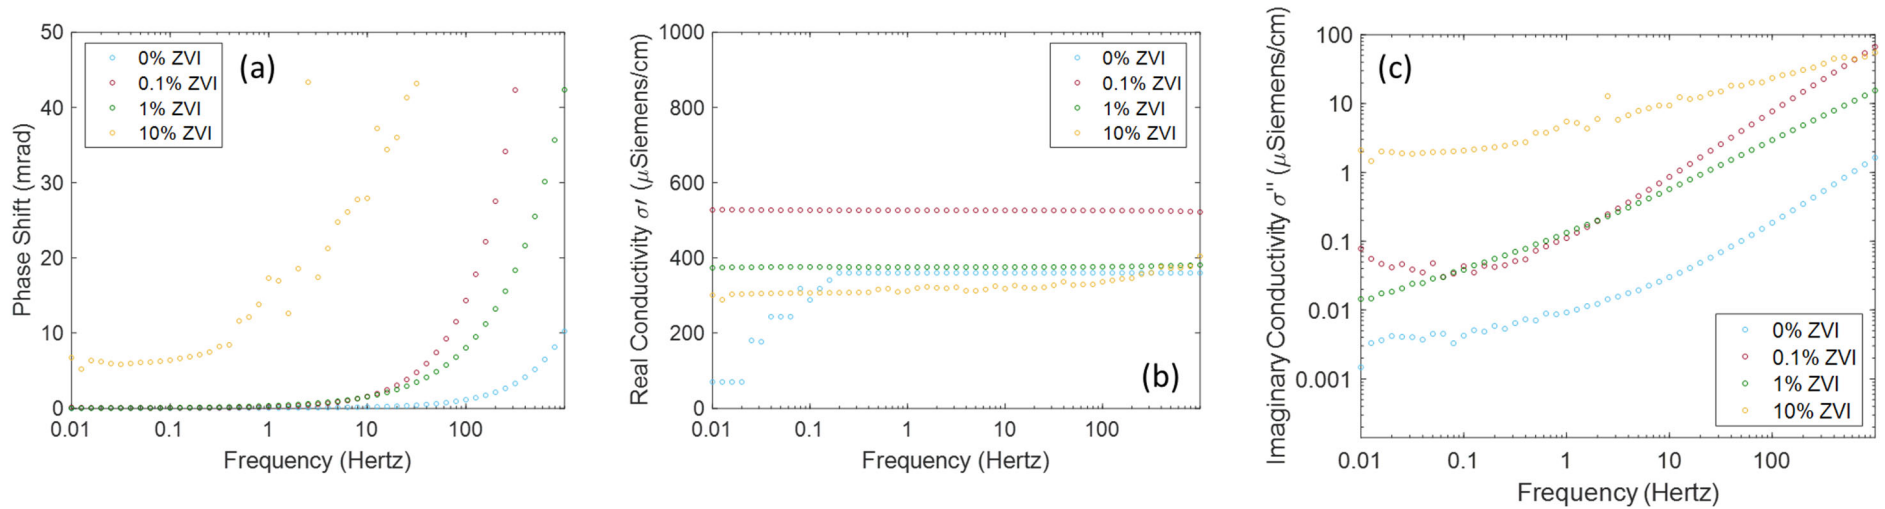 50
40
30
20
10
0
Phase Shift (mrad)
0% ZVI
0.1% ZVI
1% ZVI
10% ZVI
(a)
0.01 0.1 1 10 100
Frequency (Hertz)
1000
800
600
400
200
0
Real Conductivity σ′ (μSiemens/cm)
0% ZVI
0.1% ZVI
1% ZVI
10% ZVI
(b)
0.01 0.1 1 10 100
Frequency (Hertz)
100
10
1
0.1
0.01
0.001
Imaginary Conductivity σ'' (μSiemens/cm)
(c)
0% ZVI
0.1% ZVI
1% ZVI
10% ZVI
0.01 0.1 1 10 100
Frequency (Hertz)